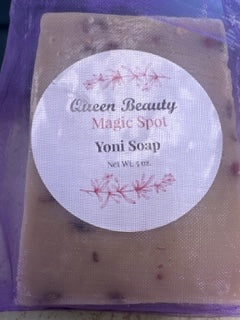 Queen Beauty
Magic Spot
Yoni Soap
Net Wt. 5 oz.